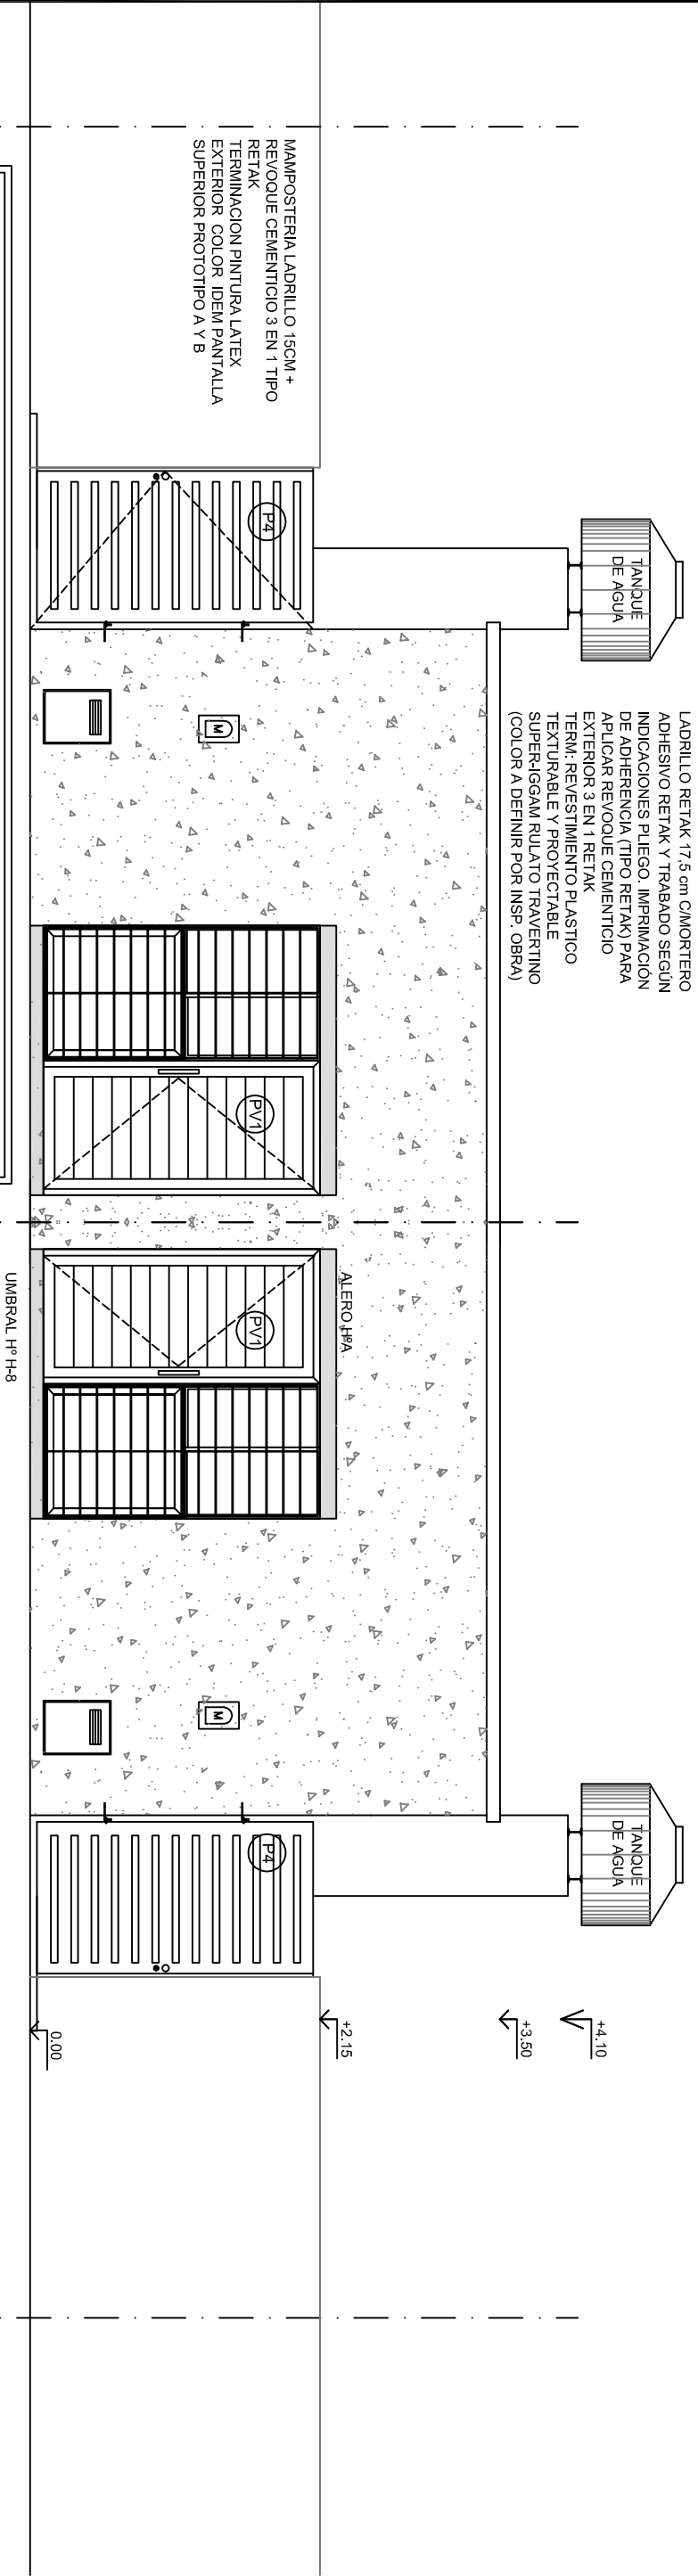 LADRILLO RETAK 17,5 cm C/MORTERO
ADHESIVO RETAK Y TRABADO SEGÚN
INDICACIONES PLIEGO. IMPRIMACIÓN
DE ADHERENCIA (TIPO RETAK) PARA
APLICAR REVOQUE CEMENTICIO
EXTERIOR 3 EN 1 RETAK
TERM: REVESTIMIENTO PLASTICO
TEXTURABLE Y PROYECTABLE
SUPER-IGGAM RULATO TRAVERTINO
(COLOR A DEFINIR POR INSP. OBRA)
TANQUE
DE AGUA
TANQUE
DE AGUA
+4.10
+3.50
+2.15
0.00
MAMPOSTERIA LADRILLO 15CM +
REVOQUE CEMENTICIO 3 EN 1 TIPO
RETAK
TERMINACION PINTURA LATEX
EXTERIOR COLOR IDEM PANTALLA
SUPERIOR PROTOTIPO A Y B
ALERO HºA
P4
PV1
PV1
P4
M
M
UMBRAL Hº H-8